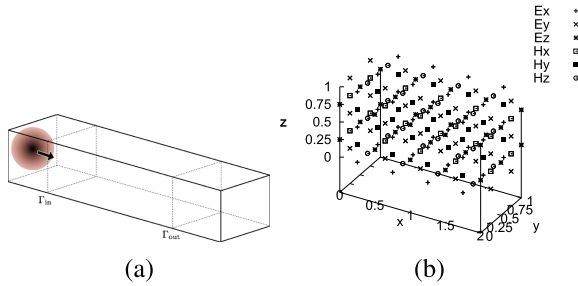 Γin
Γout
(a)
Ex +
Ey ×
Ez ✱
Hx ⊡
Hy ■
Hz ⊙
z
1
0.75
0.5
0.25
0
0
0.5
1
1.5
2
x
0
0.25
0.5
0.75
1
y
(b)